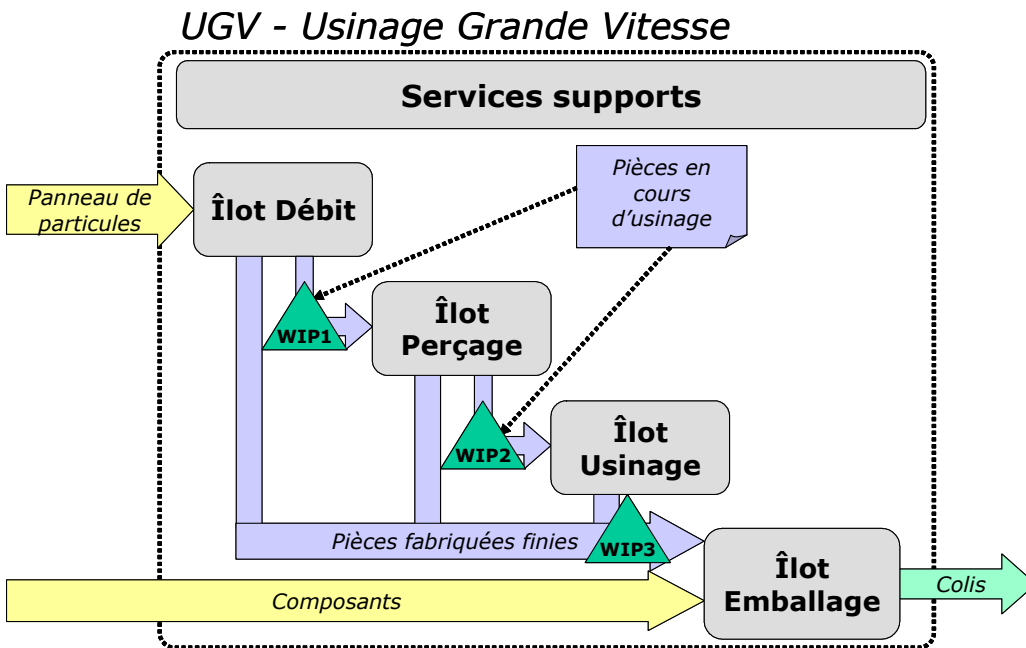 UGV - Usinage Grande Vitesse
Services supports
Panneau de
particules
Îlot Débit
Pièces en
cours
d’usinage
WIP1
Îlot
Perçage
WIP2
Îlot
Usinage
Pièces fabriquées finies
WIP3
Îlot
Emballage
Composants
Colis